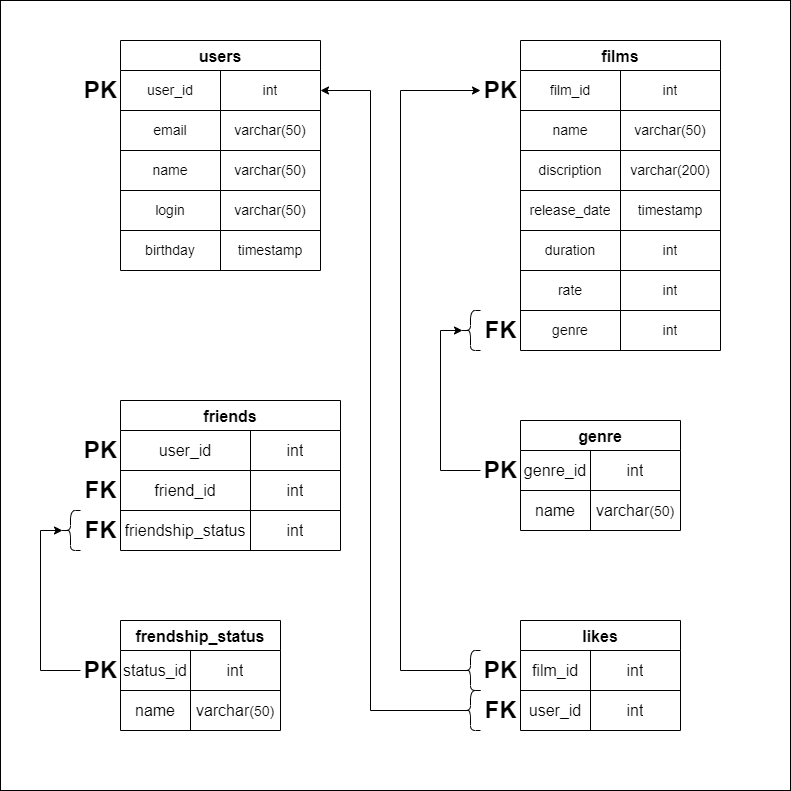 users
PK user_id int
email varchar(50)
name varchar(50)
login varchar(50)
birthday timestamp
films
PK film_id int
name varchar(50)
discription varchar(200)
release_date timestamp
duration int
rate int
FK genre int
friends
PK user_id int
FK friend_id int
FK friendship_status int
genre
PK genre_id int
name varchar(50)
frendship_status
PK status_id int
name varchar(50)
likes
PK film_id int
FK user_id int